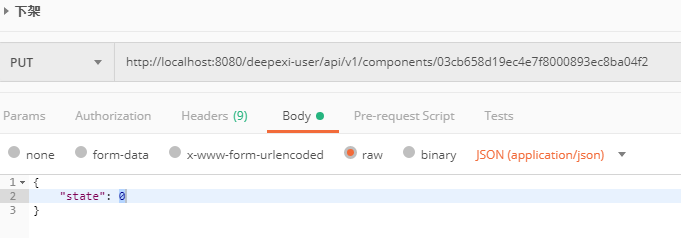 下架
PUT http://localhost:8080/deepexi-user/api/v1/components/03cb658d19ec4e7f8000893ec8ba04f2
Params Authorization Headers (9) Body Pre-request Script Tests
none form-data x-www-form-urlencoded raw binary JSON (application/json)
1 {
2 "state": 0
3 }